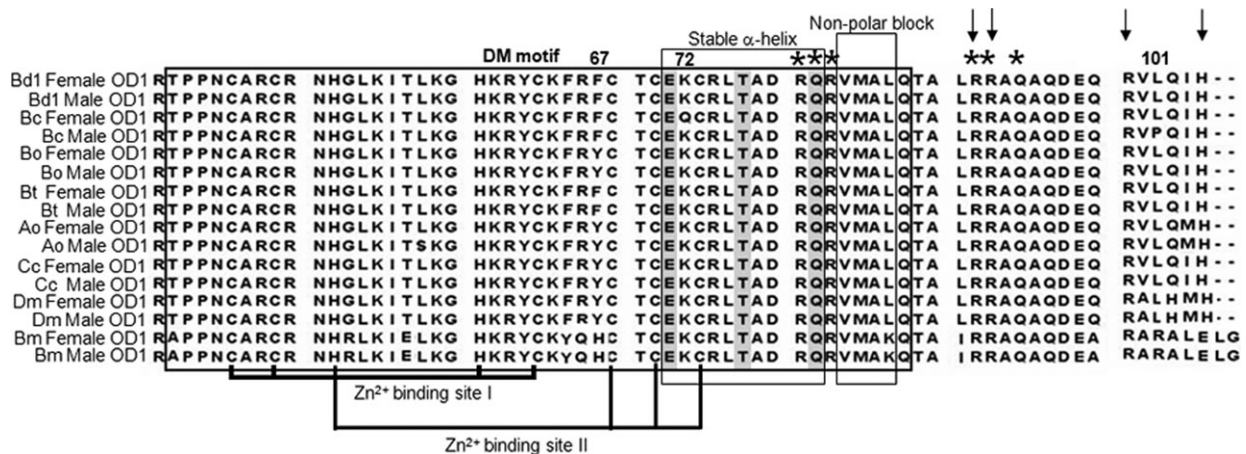 Non-polar block
Stable α-helix
DM motif 67 72 *** ** * 101
Bd1 Female OD1 RTPPNCARCR NHGLKITLKG HKRYCKFRFC TCEKCRLTAD RQRVMALQTA LRRAQAQDEQ RVLQIH--
Bd1 Male OD1 RTPPNCARCR NHGLKITLKG HKRYCKFRFC TCEKCRLTAD RQRVMALQTA LRRAQAQDEQ RVLQIH--
Bc Female OD1 RTPPNCARCR NHGLKITLKG HKRYCKFRFC TCEQCRLTAD RQRVMALQTA LRRAQAQDEQ RVLQIH--
Bc Male OD1 RTPPNCARCR NHGLKITLKG HKRYCKFRFC TCEKCRLTAD RQRVMALQTA LRRAQAQDEQ RVPQIH--
Bo Female OD1 RTPPNCARCR NHGLKITLKG HKRYCKFRYC TCEKCRLTAD RQRVMALQTA LRRAQAQDEQ RVLQIH--
Bo Male OD1 RTPPNCARCR NHGLKITLKG HKRYCKFRYC TCEKCRLTAD RQRVMALQTA LRRAQAQDEQ RVLQIH--
Bt Female OD1 RTPPNCARCR NHGLKITLKG HKRYCKFRFC TCEKCRLTAD RQRVMALQTA LRRAQAQDEQ RVLQIH--
Bt Male OD1 RTPPNCARCR NHGLKITLKG HKRYCKFRFC TCEKCRLTAD RQRVMALQTA LRRAQAQDEQ RVLQIH--
Ao Female OD1 RTPPNCARCR NHGLKITLKG HKRYCKFRYC TCEKCRLTAD RQRVMALQTA LRRAQAQDEQ RVLQMH--
Ao Male OD1 RTPPNCARCR NHGLKITSKG HKRYCKFRYC TCEKCRLTAD RQRVMALQTA LRRAQAQDEQ RVLQMH--
Cc Female OD1 RTPPNCARCR NHGLKITLKG HKRYCKFRYC TCEKCRLTAD RQRVMALQTA LRRAQAQDEQ RVLQIH--
Cc Male OD1 RTPPNCARCR NHGLKITLKG HKRYCKFRYC TCEKCRLTAD RQRVMALQTA LRRAQAQDEQ RVLQIH--
Dm Female OD1 RTPPNCARCR NHGLKITLKG HKRYCKFRYC TCEKCRLTAD RQRVMALQTA LRRAQAQDEQ RALHMH--
Dm Male OD1 RTPPNCARCR NHGLKITLKG HKRYCKFRYC TCEKCRLTAD RQRVMALQTA LRRAQAQDEQ RALHMH--
Bm Female OD1 RAPPNCARCR NHRLKIELKG HKRYCKYQHC TCEKCRLTAD RQRVMAKQTA IRRAQAQDEA RARALELG
Bm Male OD1 RAPPNCARCR NHRLKIELKG HKRYCKYQHC TCEKCRLTAD RQRVMAKQTA IRRAQAQDEA RARALELG
Zn²⁺ binding site I
Zn²⁺ binding site II